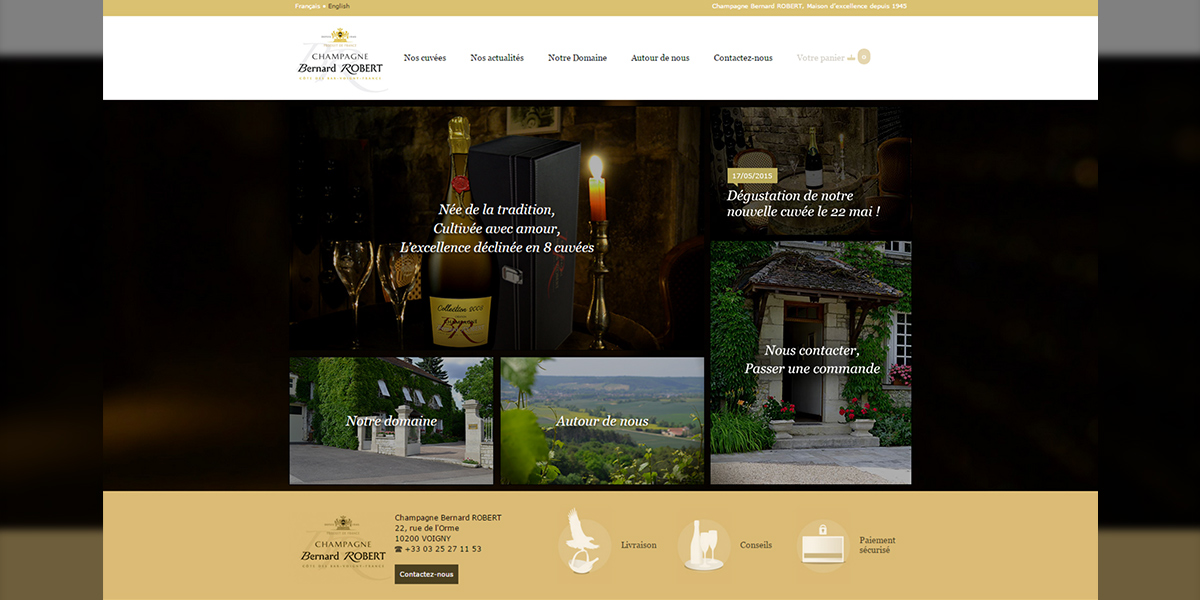 Français • English
Champagne Bernard ROBERT, Maison d'excellence depuis 1945
CHAMPAGNE
Bernard ROBERT
CÔTE DES BAR-VOIGNY-FRANCE
Nos cuvées
Nos actualités
Notre Domaine
Autour de nous
Contactez-nous
Votre panier 0
Née de la tradition,
Cultivée avec amour,
L'excellence déclinée en 8 cuvées
Collection
BR
17/05/2015
Dégustation de notre
nouvelle cuvée le 22 mai !
Nous contacter,
Passer une commande
Notre domaine
Autour de nous
CHAMPAGNE
Bernard ROBERT
CÔTE DES BAR-VOIGNY-FRANCE
Champagne Bernard ROBERT
22, rue de l'Orme
10200 VOIGNY
☎ +33 03 25 27 11 53
Contactez-nous
Livraison
Conseils
Paiement
sécurisé